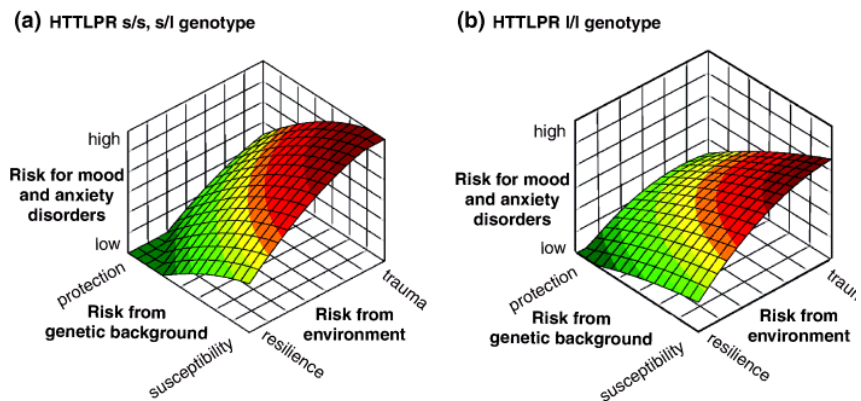 (a) HTTLPR s/s, s/l genotype
high
Risk for mood
and anxiety
disorders
low
protection
Risk from
genetic background
susceptibility
resilience
Risk from
environment
trauma
(b) HTTLPR l/l genotype
high
Risk for mood
and anxiety
disorders
low
protection
Risk from
genetic background
susceptibility
resilience
Risk from
environment
traum